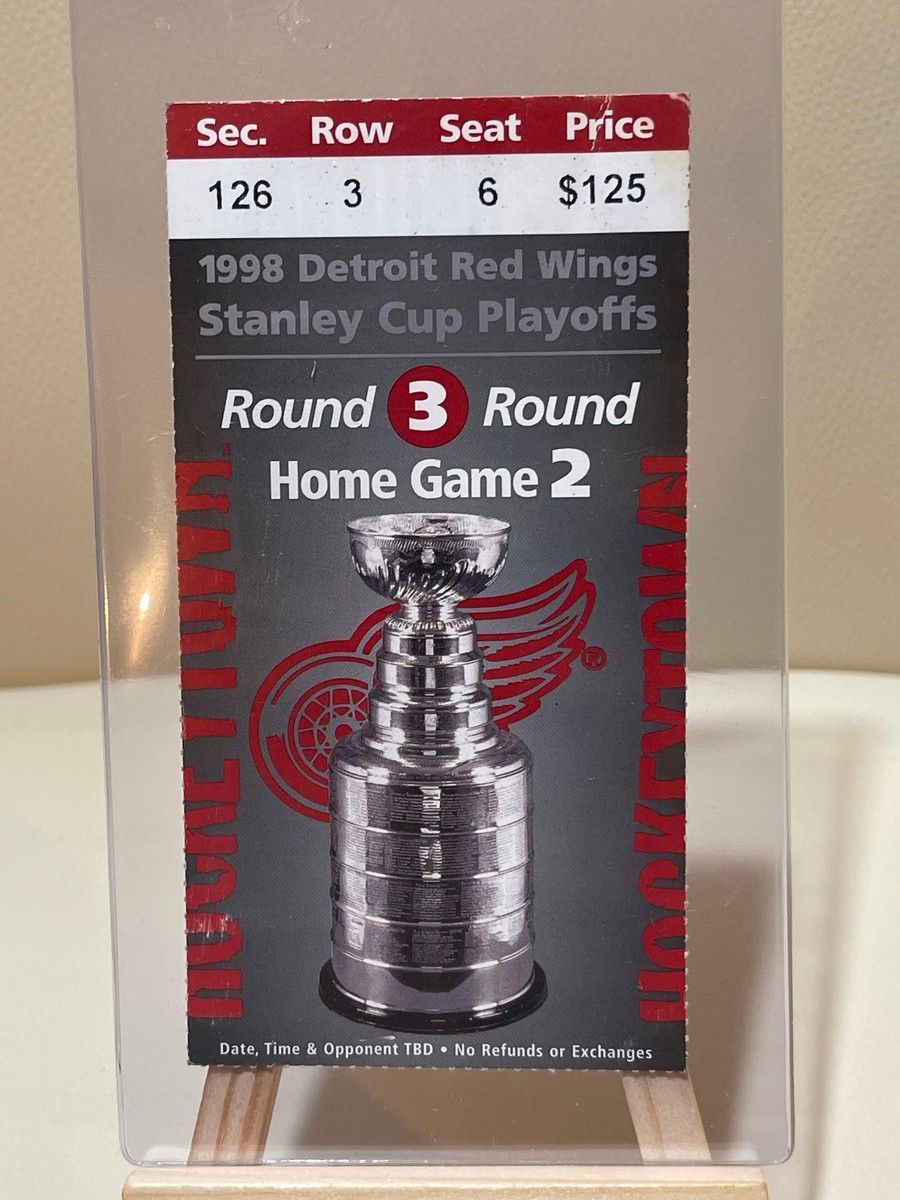 Sec. Row Seat Price
126 3 6 $125
1998 Detroit Red Wings
Stanley Cup Playoffs
Round 3 Round
Home Game 2
HOCKEYTOWN
HOCKEYTOWN
®
Date, Time & Opponent TBD • No Refunds or Exchanges